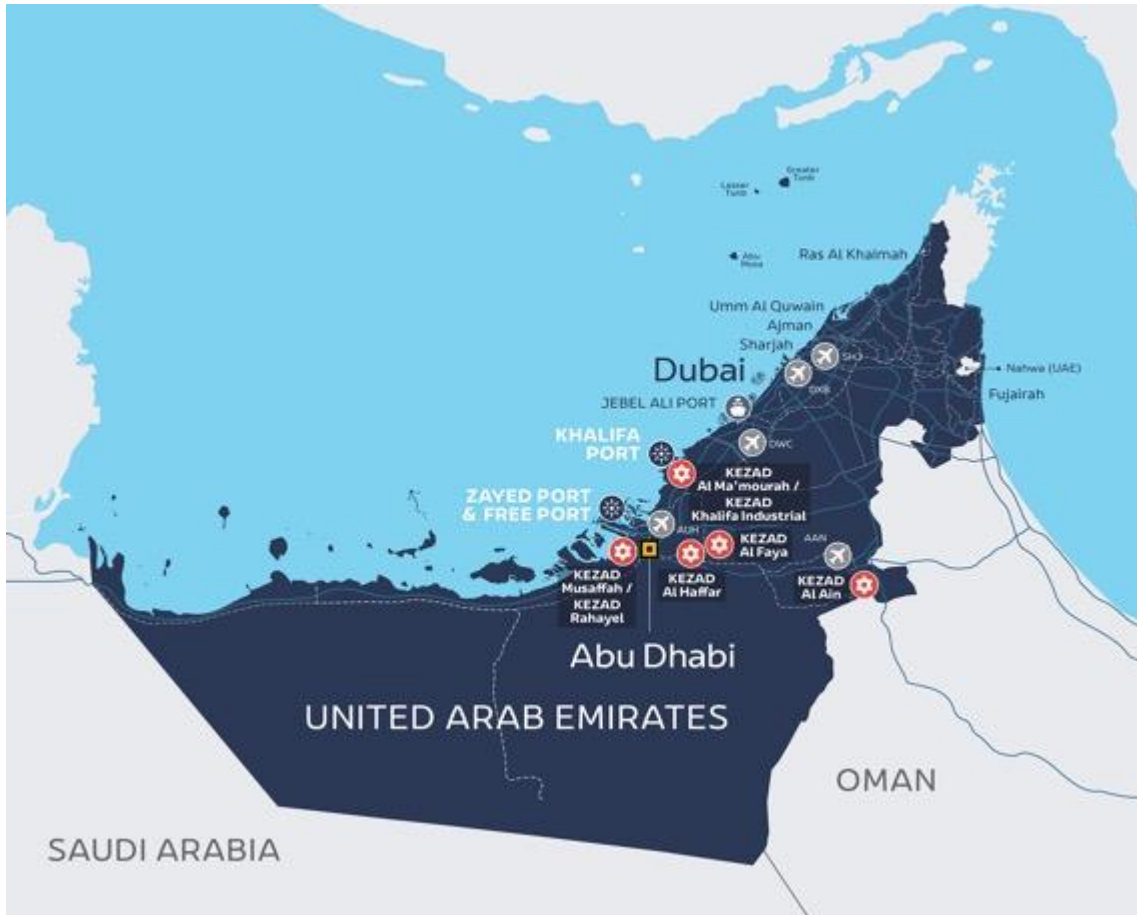 Greater
Tunb
Lesser
Tunb
Abu
Musa
Ras Al Khaimah
Umm Al Quwain
Ajman
Sharjah
SHJ
Dubai
DXB
Nahwa (UAE)
Fujairah
JEBEL ALI PORT
DWC
KHALIFA
PORT
KEZAD
Al Ma'mourah /
KEZAD
Khalifa Industrial
ZAYED PORT
& FREE PORT
AUH
KEZAD
Al Faya
AAN
KEZAD
Musaffah /
KEZAD
Rahayel
KEZAD
Al Haffar
KEZAD
Al Ain
Abu Dhabi
UNITED ARAB EMIRATES
OMAN
SAUDI ARABIA